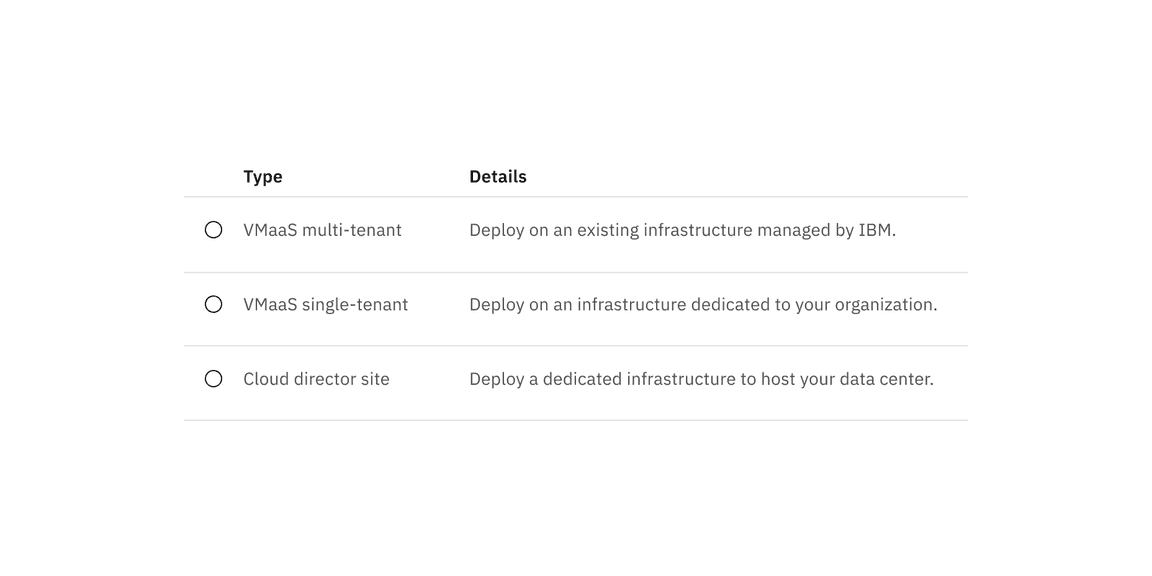 Type Details
VMaaS multi-tenant Deploy on an existing infrastructure managed by IBM.
VMaaS single-tenant Deploy on an infrastructure dedicated to your organization.
Cloud director site Deploy a dedicated infrastructure to host your data center.